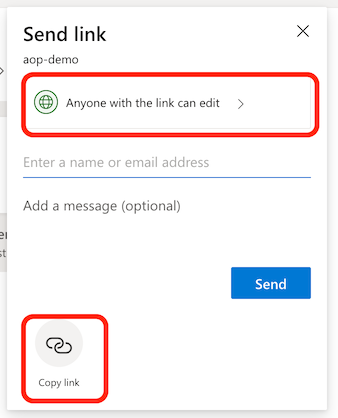 Send link
aop-demo
Anyone with the link can edit
Enter a name or email address
Add a message (optional)
Send
Copy link